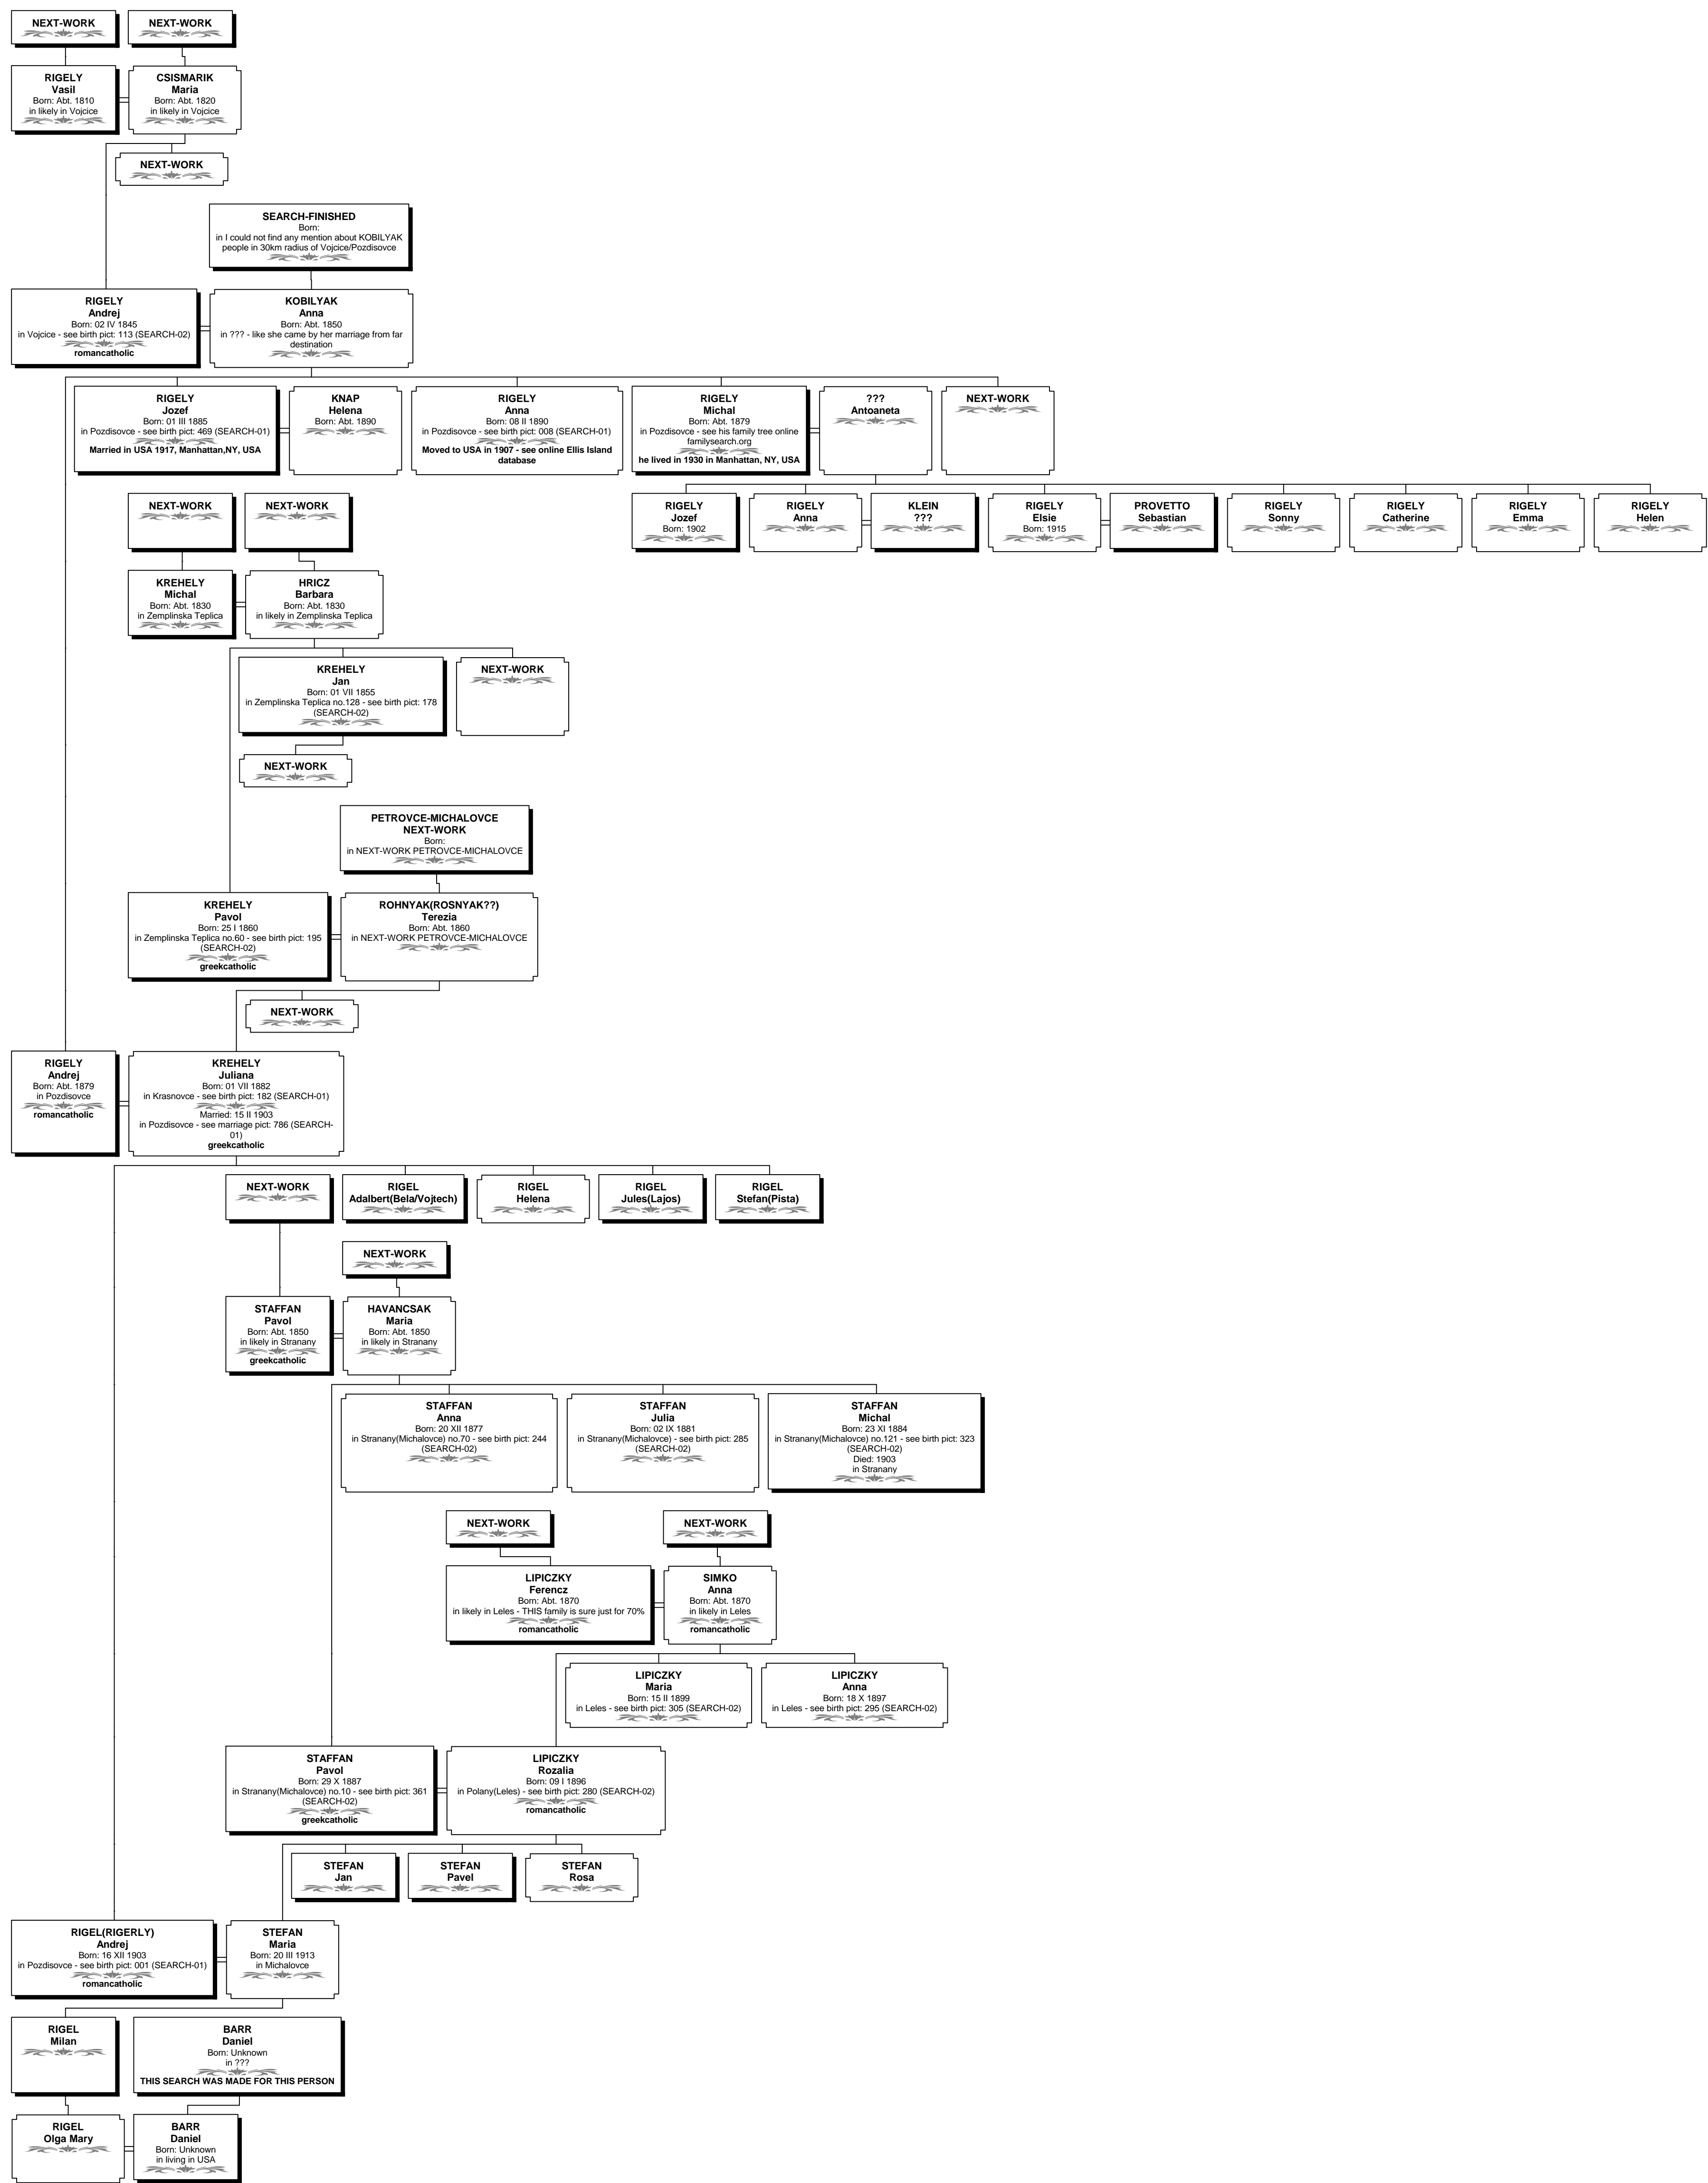 NEXT-WORK
NEXT-WORK
RIGELY
Vasil
Born: Abt. 1810
in likely in Vojcice
CSISMARIK
Maria
Born: Abt. 1820
in likely in Vojcice
NEXT-WORK
SEARCH-FINISHED
Born:
in I could not find any mention about KOBILYAK
people in 30km radius of Vojcice/Pozdisovce
RIGELY
Andrej
Born: 02 IV 1845
in Vojcice - see birth pict: 113 (SEARCH-02)
romancatholic
KOBILYAK
Anna
Born: Abt. 1850
in ??? - like she came by her marriage from far
destination
RIGELY
Jozef
Born: 01 III 1885
in Pozdisovce - see birth pict: 469 (SEARCH-01)
Married in USA 1917, Manhattan,NY, USA
KNAP
Helena
Born: Abt. 1890
RIGELY
Anna
Born: 08 II 1890
in Pozdisovce - see birth pict: 008 (SEARCH-01)
Moved to USA in 1907 - see online Ellis Island
database
RIGELY
Michal
Born: Abt. 1879
in Pozdisovce - see his family tree online
familysearch.org
he lived in 1930 in Manhattan, NY, USA
???
Antoaneta
NEXT-WORK
NEXT-WORK
NEXT-WORK
RIGELY
Jozef
Born: 1902
RIGELY
Anna
KLEIN
???
RIGELY
Elsie
Born: 1915
PROVETTO
Sebastian
RIGELY
Sonny
RIGELY
Catherine
RIGELY
Emma
RIGELY
Helen
KREHELY
Michal
Born: Abt. 1830
in Zemplinska Teplica
HRICZ
Barbara
Born: Abt. 1830
in likely in Zemplinska Teplica
KREHELY
Jan
Born: 01 VII 1855
in Zemplinska Teplica no.128 - see birth pict: 178
(SEARCH-02)
NEXT-WORK
NEXT-WORK
PETROVCE-MICHALOVCE
NEXT-WORK
Born:
in NEXT-WORK PETROVCE-MICHALOVCE
KREHELY
Pavol
Born: 25 I 1860
in Zemplinska Teplica no.60 - see birth pict: 195
(SEARCH-02)
greekcatholic
ROHNYAK(ROSNYAK??)
Terezia
Born: Abt. 1860
in NEXT-WORK PETROVCE-MICHALOVCE
NEXT-WORK
RIGELY
Andrej
Born: Abt. 1879
in Pozdisovce
romancatholic
KREHELY
Juliana
Born: 01 VII 1882
in Krasnovce - see birth pict: 182 (SEARCH-01)
Married: 15 II 1903
in Pozdisovce - see marriage pict: 786 (SEARCH-
01)
greekcatholic
NEXT-WORK
RIGEL
Adalbert(Bela/Vojtech)
RIGEL
Helena
RIGEL
Jules(Lajos)
RIGEL
Stefan(Pista)
NEXT-WORK
STAFFAN
Pavol
Born: Abt. 1850
in likely in Stranany
greekcatholic
HAVANCSAK
Maria
Born: Abt. 1850
in likely in Stranany
STAFFAN
Anna
Born: 20 XII 1877
in Stranany(Michalovce) no.70 - see birth pict: 244
(SEARCH-02)
STAFFAN
Julia
Born: 02 IX 1881
in Stranany(Michalovce) - see birth pict: 285
(SEARCH-02)
STAFFAN
Michal
Born: 23 XI 1884
in Stranany(Michalovce) no.121 - see birth pict: 323
(SEARCH-02)
Died: 1903
in Stranany
NEXT-WORK
NEXT-WORK
LIPICZKY
Ferencz
Born: Abt. 1870
in likely in Leles - THIS family is sure just for 70%
romancatholic
SIMKO
Anna
Born: Abt. 1870
in likely in Leles
romancatholic
LIPICZKY
Maria
Born: 15 II 1899
in Leles - see birth pict: 305 (SEARCH-02)
LIPICZKY
Anna
Born: 18 X 1897
in Leles - see birth pict: 295 (SEARCH-02)
STAFFAN
Pavol
Born: 29 X 1887
in Stranany(Michalovce) no.10 - see birth pict: 361
(SEARCH-02)
greekcatholic
LIPICZKY
Rozalia
Born: 09 I 1896
in Polany(Leles) - see birth pict: 280 (SEARCH-02)
romancatholic
STEFAN
Jan
STEFAN
Pavel
STEFAN
Rosa
RIGEL(RIGERLY)
Andrej
Born: 16 XII 1903
in Pozdisovce - see birth pict: 001 (SEARCH-01)
romancatholic
STEFAN
Maria
Born: 20 III 1913
in Michalovce
RIGEL
Milan
BARR
Daniel
Born: Unknown
in ???
THIS SEARCH WAS MADE FOR THIS PERSON
RIGEL
Olga Mary
BARR
Daniel
Born: Unknown
in living in USA